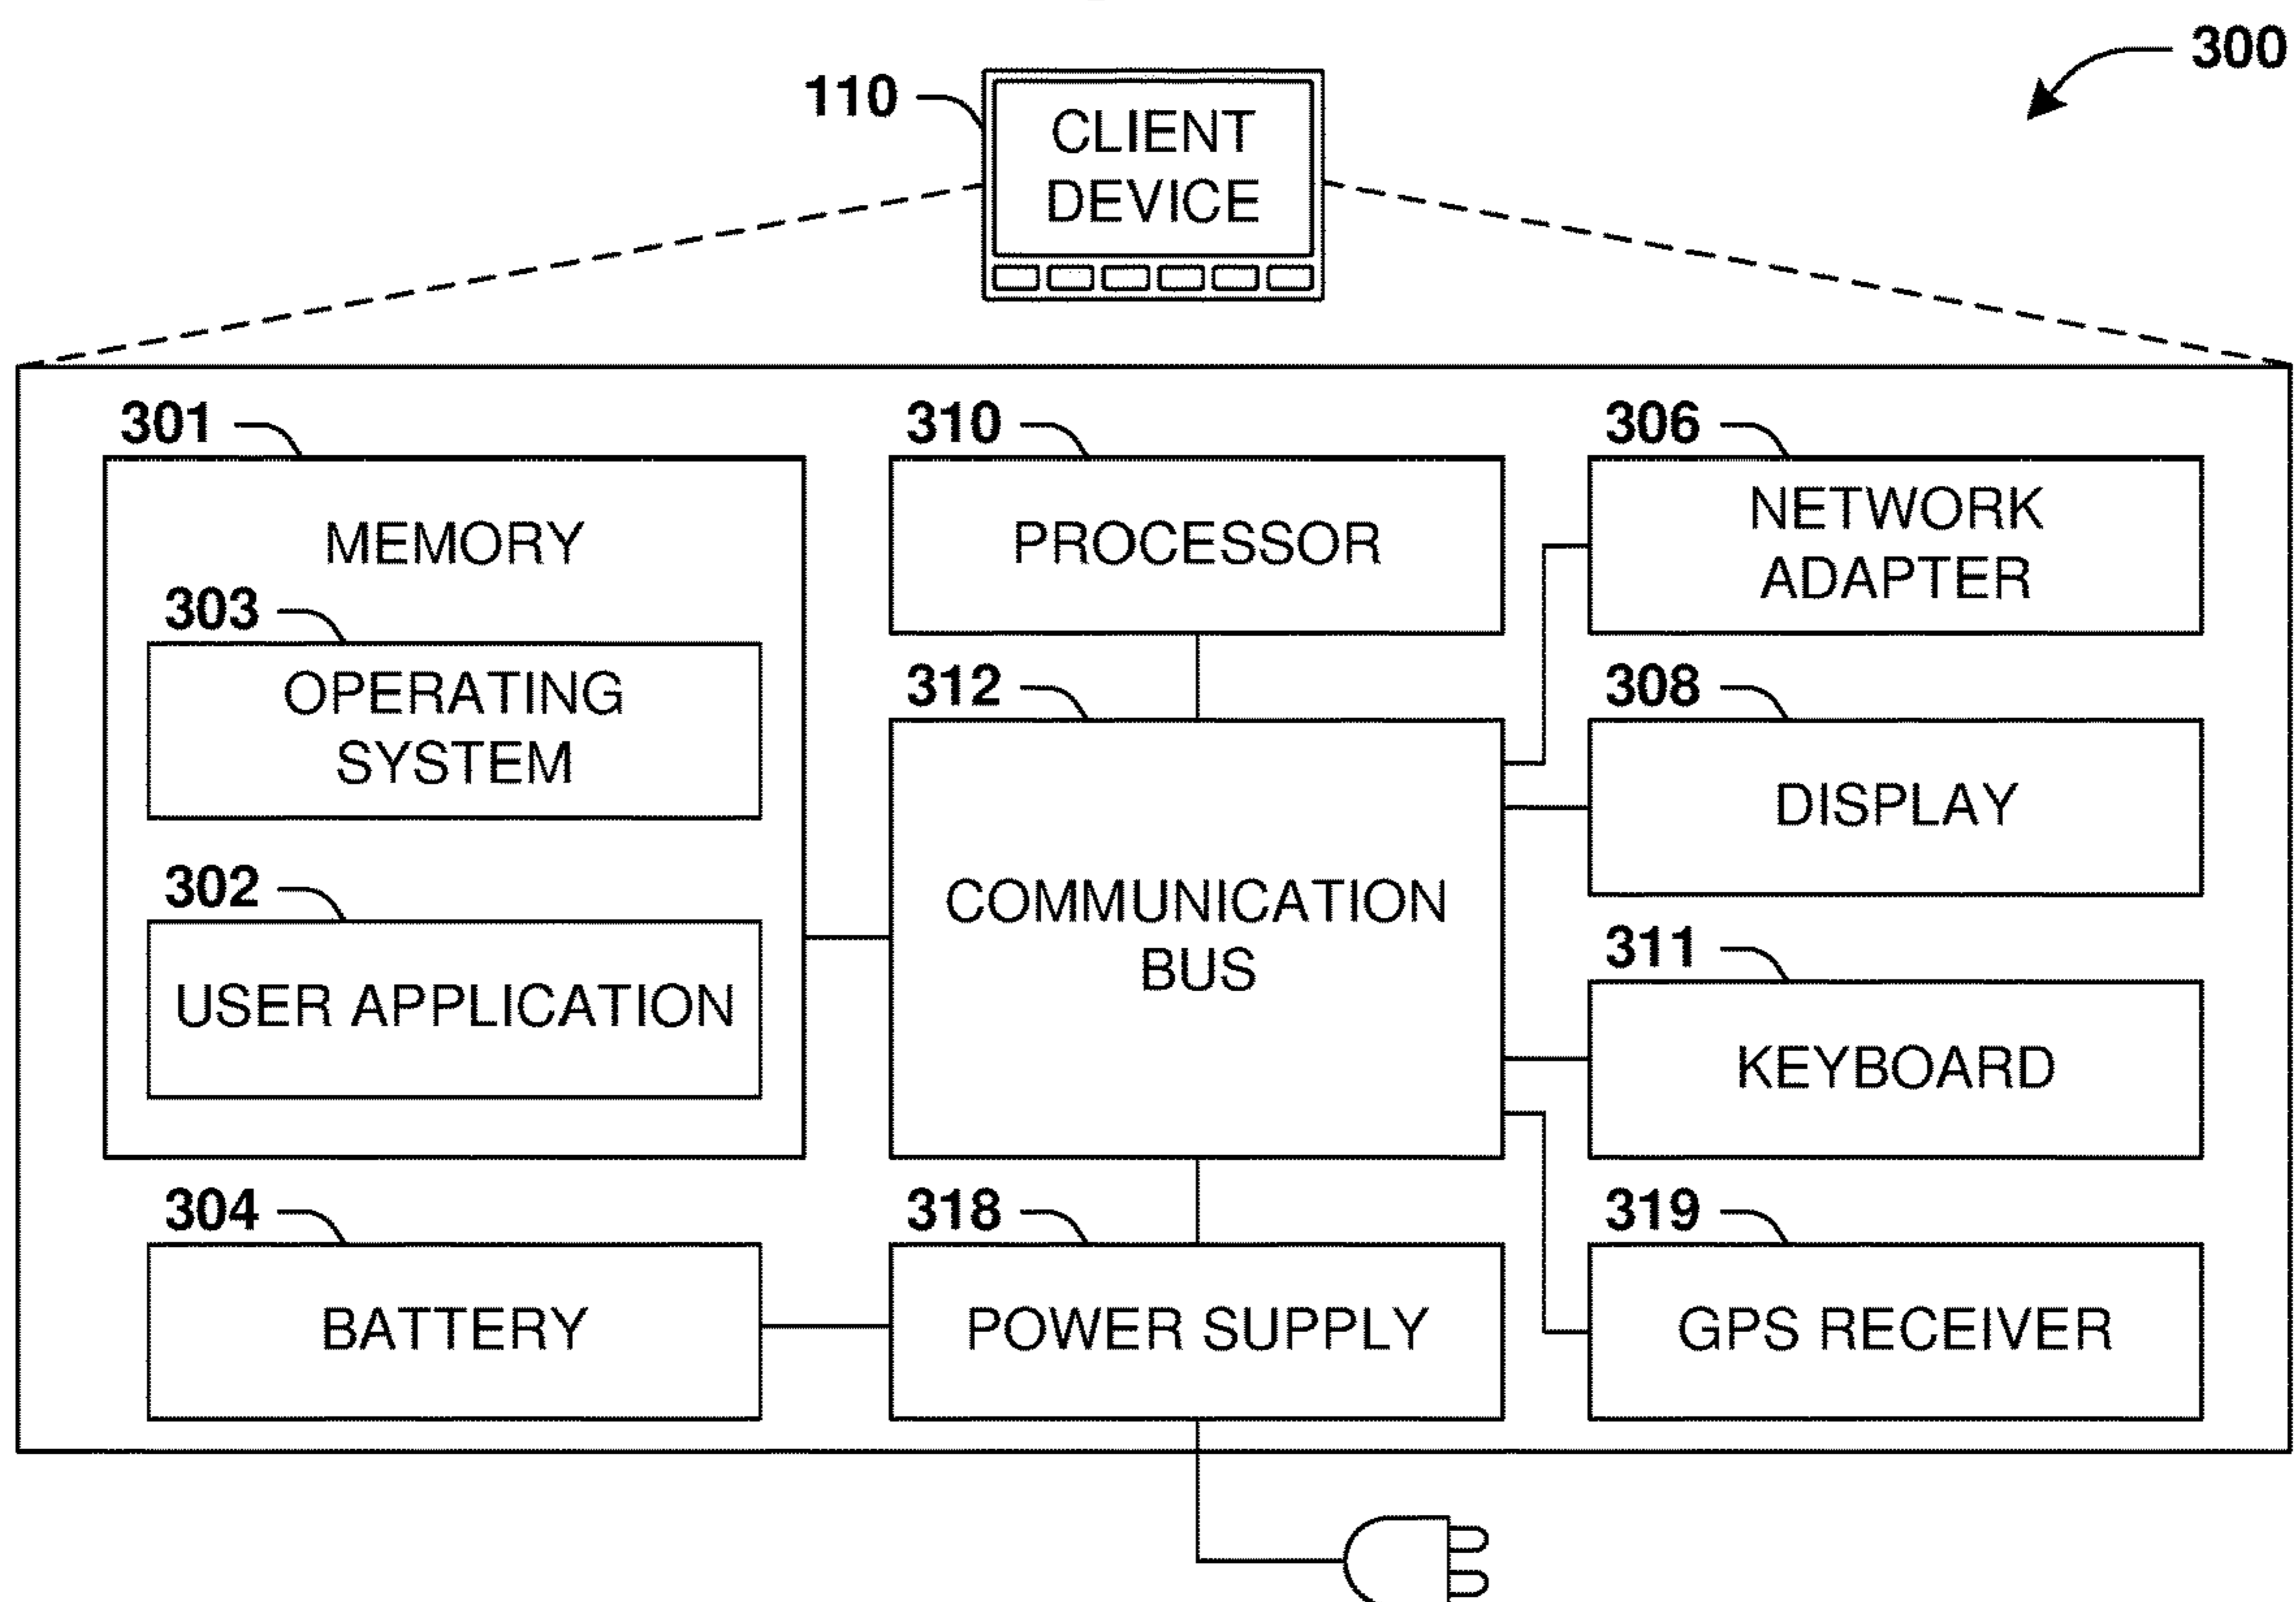 300
110
CLIENT
DEVICE
301
MEMORY
303
OPERATING
SYSTEM
302
USER APPLICATION
304
BATTERY
310
PROCESSOR
312
COMMUNICATION
BUS
318
POWER SUPPLY
306
NETWORK
ADAPTER
308
DISPLAY
311
KEYBOARD
319
GPS RECEIVER